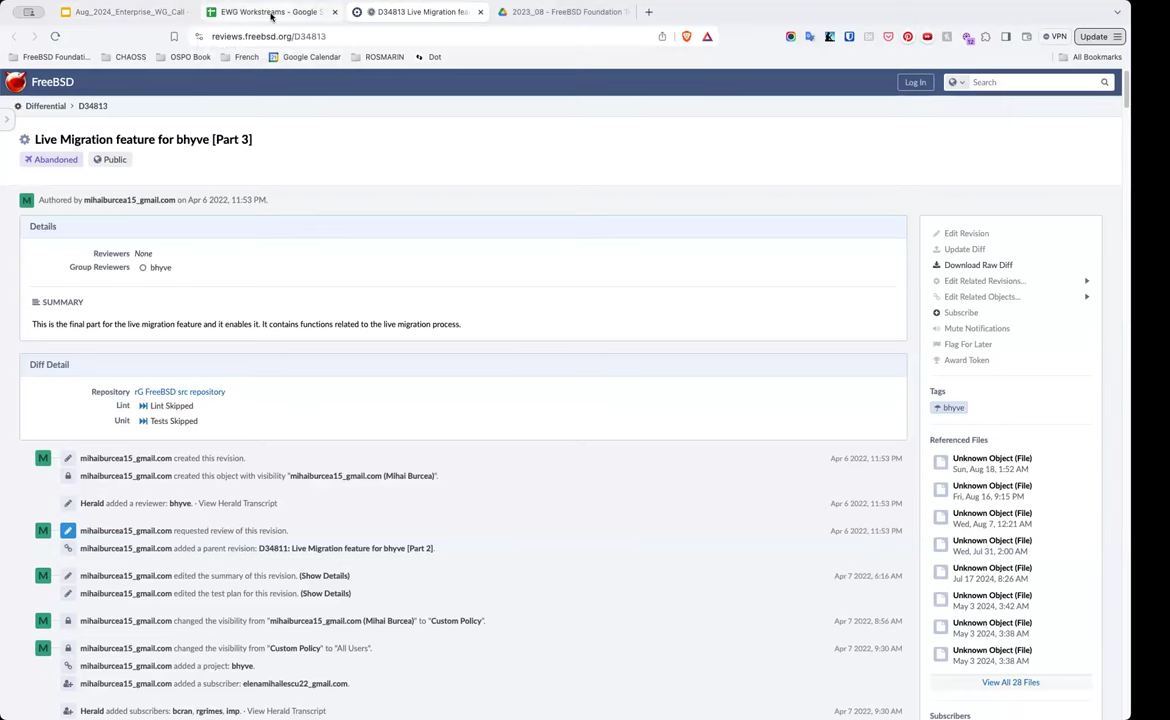 Aug_2024_Enterprise_WG_Call -
EWG Workstreams - Google S
D34813 Live Migration fea
2023_08 - FreeBSD Foundation T
reviews.freebsd.org/D34813
VPN
Update
FreeBSD Foundati...
CHAOSS
OSPO Book
French
Google Calendar
ROSMARIN
Dot
All Bookmarks
FreeBSD
Log In
Search
Differential > D34813
Live Migration feature for bhyve [Part 3]
Abandoned
Public
M Authored by mihaiburcea15_gmail.com on Apr 6 2022, 11:53 PM.
Details
Reviewers None
Group Reviewers bhyve
SUMMARY
This is the final part for the live migration feature and it enables it. It contains functions related to the live migration process.
Diff Detail
Repository rG FreeBSD src repository
Lint Lint Skipped
Unit Tests Skipped
M mihaiburcea15_gmail.com created this revision. Apr 6 2022, 11:53 PM
mihaiburcea15_gmail.com created this object with visibility "mihaiburcea15_gmail.com (Mihai Burcea)".
Herald added a reviewer: bhyve. · View Herald Transcript Apr 6 2022, 11:53 PM
M mihaiburcea15_gmail.com requested review of this revision. Apr 6 2022, 11:53 PM
mihaiburcea15_gmail.com added a parent revision: D34811: Live Migration feature for bhyve [Part 2].
M mihaiburcea15_gmail.com edited the summary of this revision. (Show Details) Apr 7 2022, 6:16 AM
mihaiburcea15_gmail.com edited the test plan for this revision. (Show Details)
M mihaiburcea15_gmail.com changed the visibility from "mihaiburcea15_gmail.com (Mihai Burcea)" to "Custom Policy". Apr 7 2022, 8:56 AM
M mihaiburcea15_gmail.com changed the visibility from "Custom Policy" to "All Users". Apr 7 2022, 9:30 AM
mihaiburcea15_gmail.com added a project: bhyve.
mihaiburcea15_gmail.com added a subscriber: elenamihailescu22_gmail.com.
Herald added subscribers: bcran, rgrimes, imp. · View Herald Transcript Apr 7 2022, 9:30 AM
Edit Revision
Update Diff
Download Raw Diff
Edit Related Revisions...
Edit Related Objects...
Subscribe
Mute Notifications
Flag For Later
Award Token
Tags
bhyve
Referenced Files
Unknown Object (File)
Sun, Aug 18, 1:52 AM
Unknown Object (File)
Fri, Aug 16, 9:15 PM
Unknown Object (File)
Wed, Aug 7, 12:21 AM
Unknown Object (File)
Wed, Jul 31, 2:00 AM
Unknown Object (File)
Jul 17 2024, 8:26 AM
Unknown Object (File)
May 3 2024, 3:42 AM
Unknown Object (File)
May 3 2024, 3:38 AM
Unknown Object (File)
May 3 2024, 3:38 AM
View All 28 Files
Subscribers